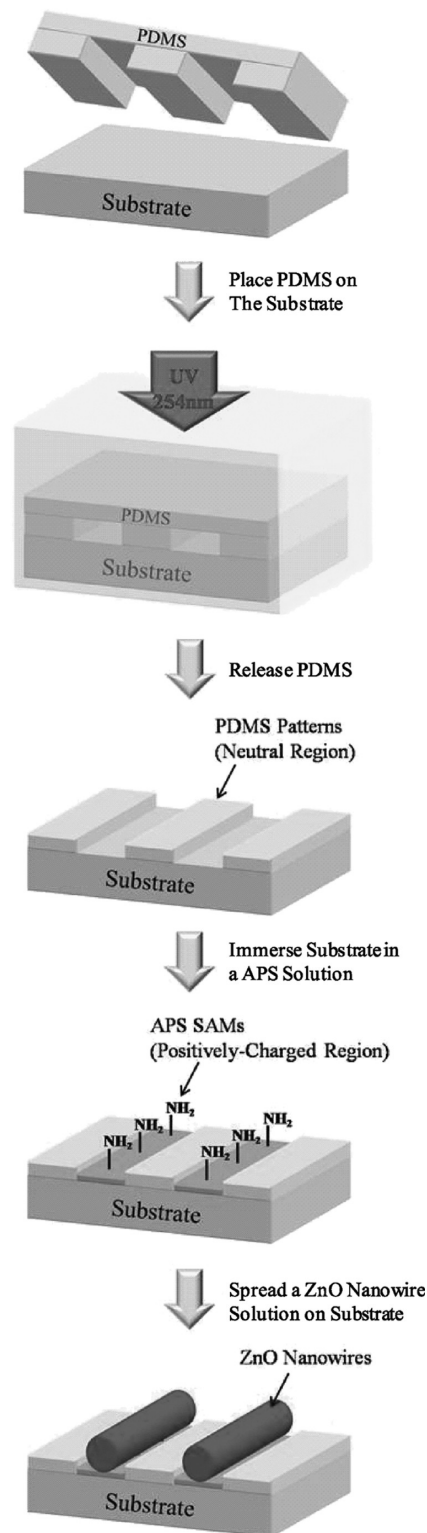 PDMS
Substrate
Place PDMS on
The Substrate
UV
254nm
PDMS
Substrate
Release PDMS
PDMS Patterns
(Neutral Region)
Substrate
Immerse Substrate in
a APS Solution
APS SAMs
(Positively-Charged Region)
NH₂
NH₂
NH₂
NH₂
NH₂
NH₂
Substrate
Spread a ZnO Nanowire
Solution on Substrate
ZnO Nanowires
Substrate